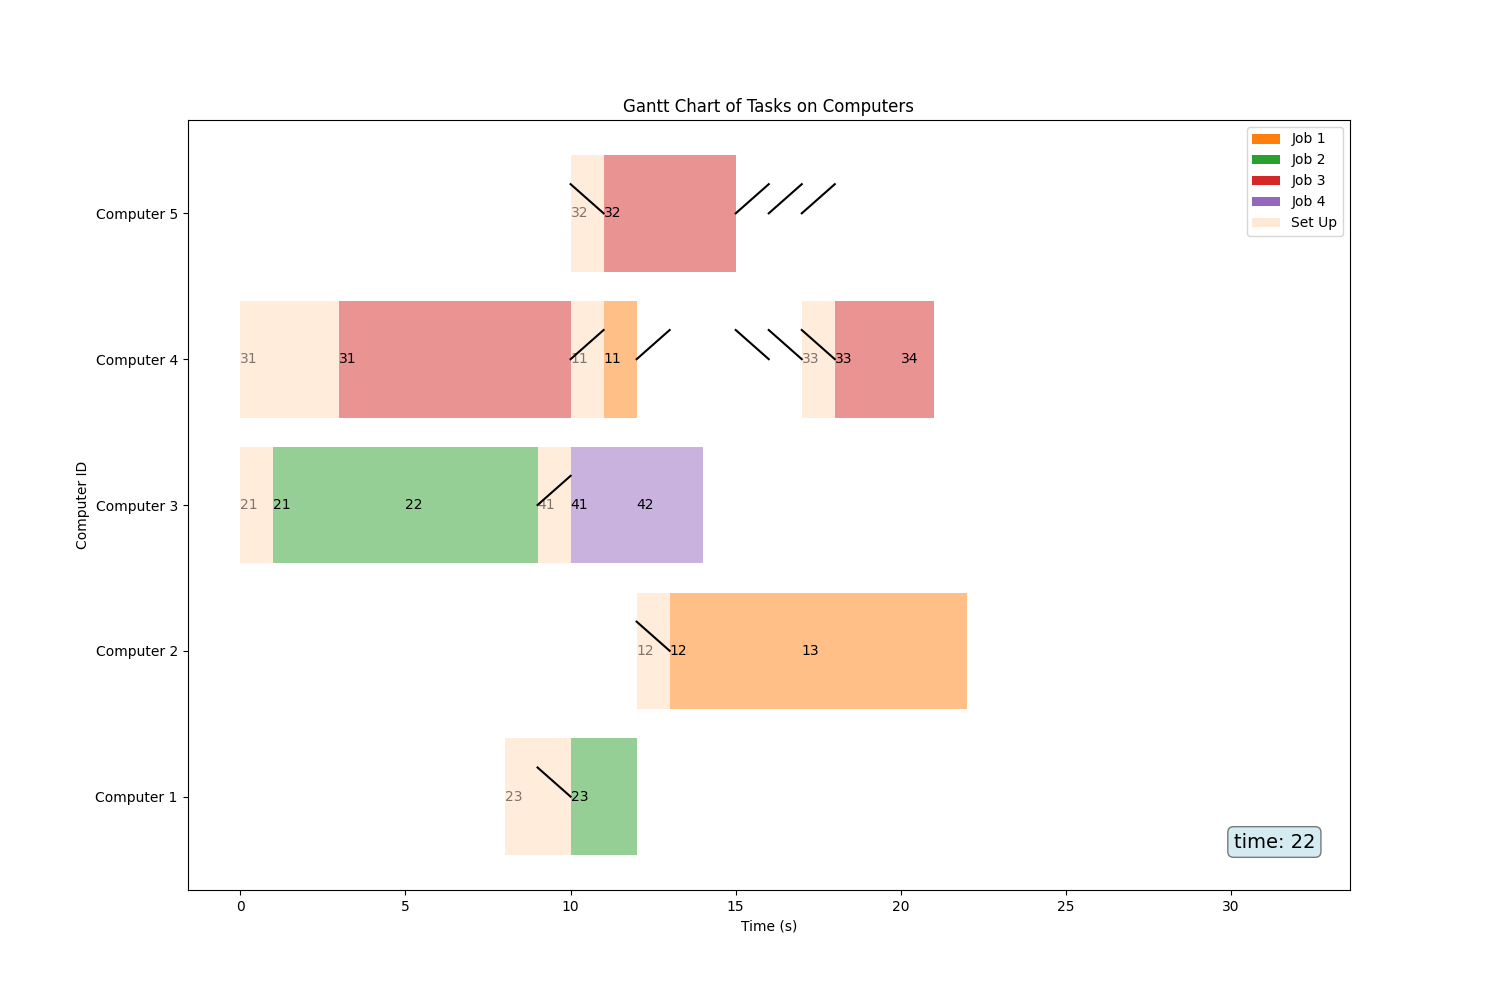 Gantt Chart of Tasks on Computers
Job 1
Job 2
Job 3
Job 4
Set Up
Computer 5
32 32
Computer 4
31 31 11 11 33 33 34
Computer 3
21 21 22 41 41 42
Computer 2
12 12 13
Computer 1
23 23
Computer ID
time: 22
0 5 10 15 20 25 30
Time (s)